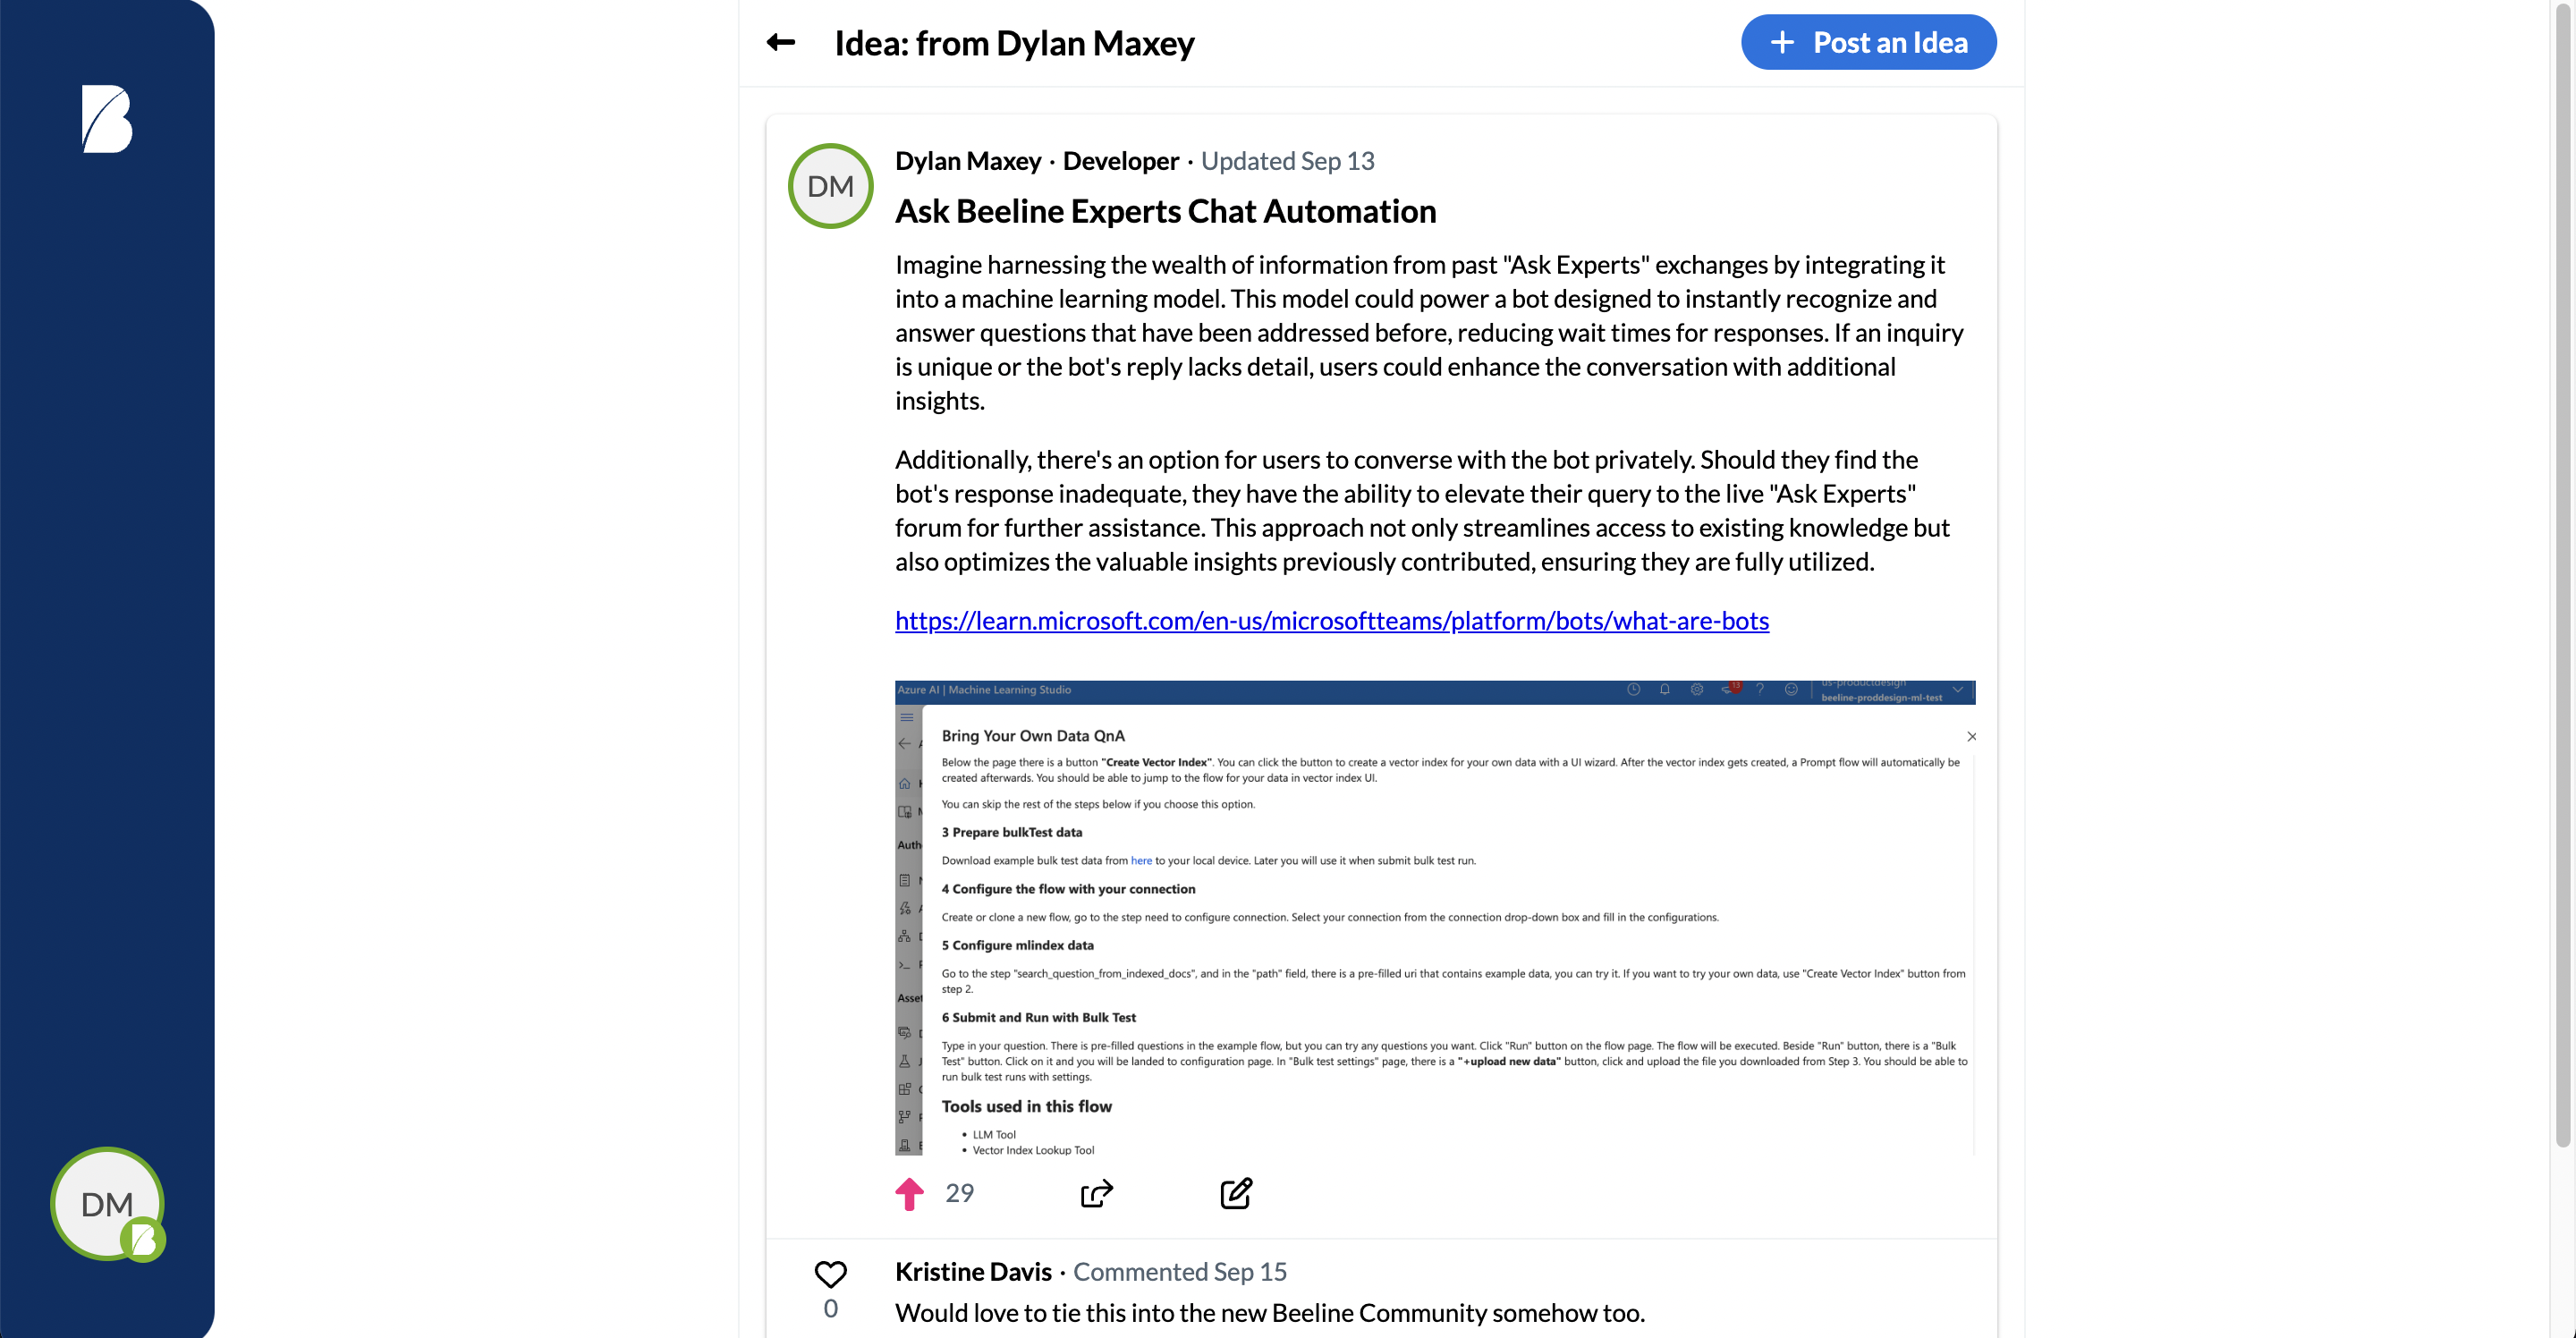 Idea: from Dylan Maxey
+ Post an Idea
DM
Dylan Maxey · Developer · Updated Sep 13
Ask Beeline Experts Chat Automation
Imagine harnessing the wealth of information from past "Ask Experts" exchanges by integrating it
into a machine learning model. This model could power a bot designed to instantly recognize and
answer questions that have been addressed before, reducing wait times for responses. If an inquiry
is unique or the bot's reply lacks detail, users could enhance the conversation with additional
insights.
Additionally, there's an option for users to converse with the bot privately. Should they find the
bot's response inadequate, they have the ability to elevate their query to the live "Ask Experts"
forum for further assistance. This approach not only streamlines access to existing knowledge but
also optimizes the valuable insights previously contributed, ensuring they are fully utilized.
https://learn.microsoft.com/en-us/microsoftteams/platform/bots/what-are-bots
Azure AI | Machine Learning Studio
13
us-productdesign
beeline-proddesign-ml-test
Bring Your Own Data QnA
Below the page there is a button "Create Vector Index". You can click the button to create a vector index for your own data with a UI wizard. After the vector index gets created, a Prompt flow will automatically be
created afterwards. You should be able to jump to the flow for your data in vector index UI.
You can skip the rest of the steps below if you choose this option.
3 Prepare bulkTest data
Auth
Download example bulk test data from here to your local device. Later you will use it when submit bulk test run.
4 Configure the flow with your connection
Create or clone a new flow, go to the step need to configure connection. Select your connection from the connection drop-down box and fill in the configurations.
5 Configure mlindex data
Go to the step "search_question_from_indexed_docs", and in the "path" field, there is a pre-filled uri that contains example data, you can try it. If you want to try your own data, use "Create Vector Index" button from
step 2.
Asset
6 Submit and Run with Bulk Test
Type in your question. There is pre-filled questions in the example flow, but you can try any questions you want. Click "Run" button on the flow page. The flow will be executed. Beside "Run" button, there is a "Bulk
Test" button. Click on it and you will be landed to configuration page. In "Bulk test settings" page, there is a "+upload new data" button, click and upload the file you downloaded from Step 3. You should be able to
run bulk test runs with settings.
Tools used in this flow
• LLM Tool
• Vector Index Lookup Tool
29
DM
Kristine Davis · Commented Sep 15
0
Would love to tie this into the new Beeline Community somehow too.